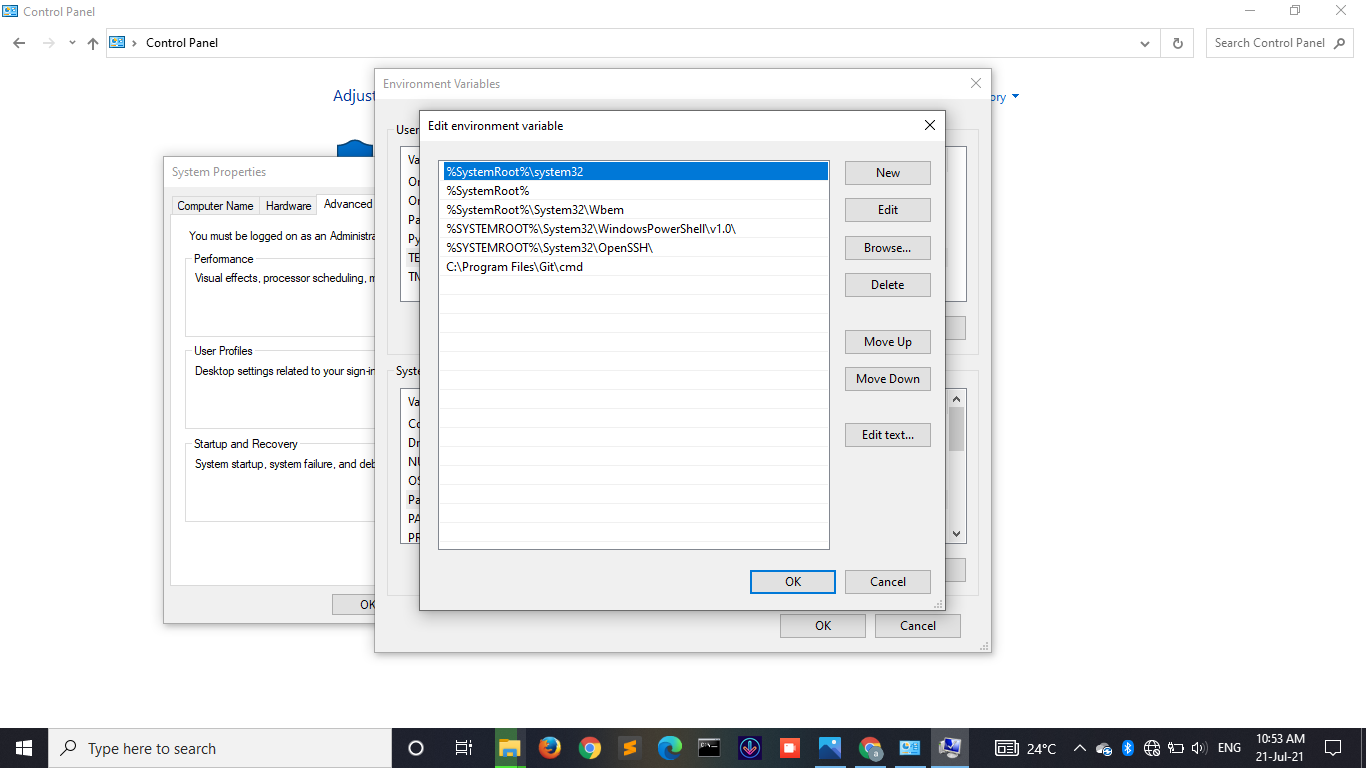 Control Panel
Control Panel
Search Control Panel
Adjust
ory
Environment Variables
User
Edit environment variable
%SystemRoot%\system32
%SystemRoot%
%SystemRoot%\System32\Wbem
%SYSTEMROOT%\System32\WindowsPowerShell\v1.0\
%SYSTEMROOT%\System32\OpenSSH\
C:\Program Files\Git\cmd
New
Edit
Browse...
Delete
Move Up
Move Down
Edit text...
OK
Cancel
Va
On
On
Pa
Py
TE
TM
Syste
Va
Co
Dr
NU
OS
Pa
PA
PR
OK
Cancel
System Properties
Computer Name
Hardware
Advanced
You must be logged on as an Administra
Performance
Visual effects, processor scheduling, m
User Profiles
Desktop settings related to your sign-in
Startup and Recovery
System startup, system failure, and deb
OK
Type here to search
24°C
ENG
10:53 AM
21-Jul-21